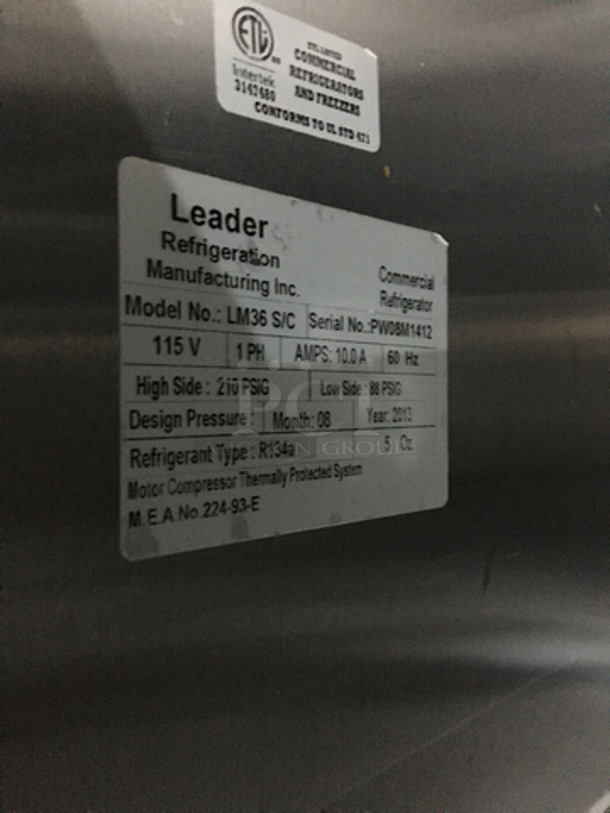 ETL
Intertek
3147480
ETL LISTED
COMMERCIAL
REFRIGERATORS
AND FREEZERS
CONFORMS TO UL STD 471
Leader
Refrigeration
Manufacturing Inc.
Commercial
Refrigerator
Model No.: LM36 S/C Serial No.:PW08M1412
115 V 1 PH AMPS: 10.0 A 60 Hz
High Side : 210 PSIG Low Side : 88 PSIG
Design Pressure : Month: 08 Year: 2013
Refrigerant Type : R134a 5 Oz
Motor Compressor Thermally Protected System
M.E.A.No.224-93-E